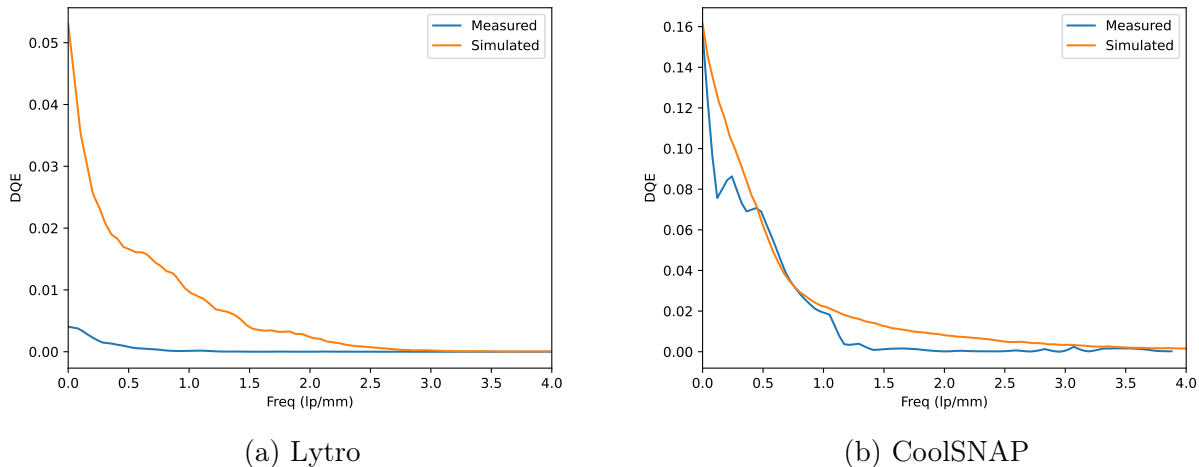 Measured
Simulated
0.05
0.04
0.03
0.02
0.01
0.00
DQE
0.0 0.5 1.0 1.5 2.0 2.5 3.0 3.5 4.0
Freq (lp/mm)
(a) Lytro
Measured
Simulated
0.16
0.14
0.12
0.10
0.08
0.06
0.04
0.02
0.00
DQE
0.0 0.5 1.0 1.5 2.0 2.5 3.0 3.5 4.0
Freq (lp/mm)
(b) CoolSNAP